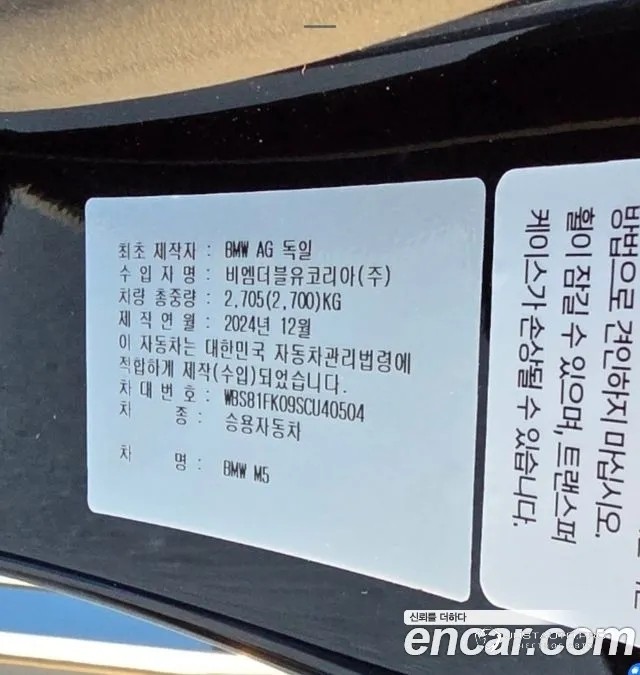 최초 제작자 : BMW AG 독일
수 입 자 명 : 비엠더블유코리아(주)
차량 총중량 : 2,705(2,700)KG
제 작 연 월 : 2024년 12월
이 자동차는 대한민국 자동차관리법령에
적합하게 제작(수입)되었습니다.
차 대 번 호 : WBS81FK09SCU40504
차 종 : 승용자동차
차 명 : BMW M5
방법으로 견인하지 마십시오.
휠이 잠길 수 있으며, 트랜스퍼
케이스가 손상될 수 있습니다.
신뢰를 더하다
encar.com